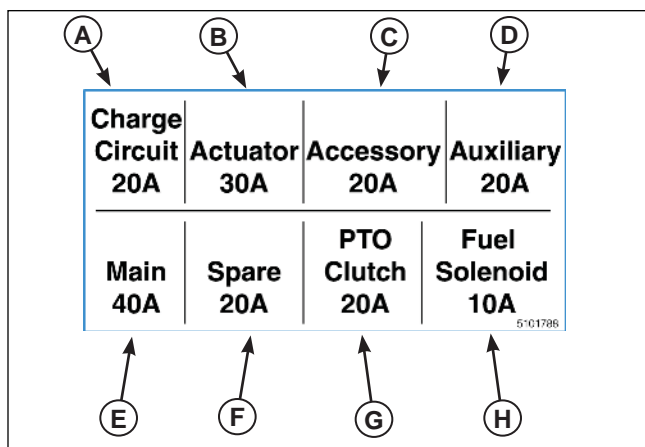 A
B
C
D
Charge Circuit 20A
Actuator 30A
Accessory 20A
Auxiliary 20A
Main 40A
Spare 20A
PTO Clutch 20A
Fuel Solenoid 10A
5101788
E
F
G
H